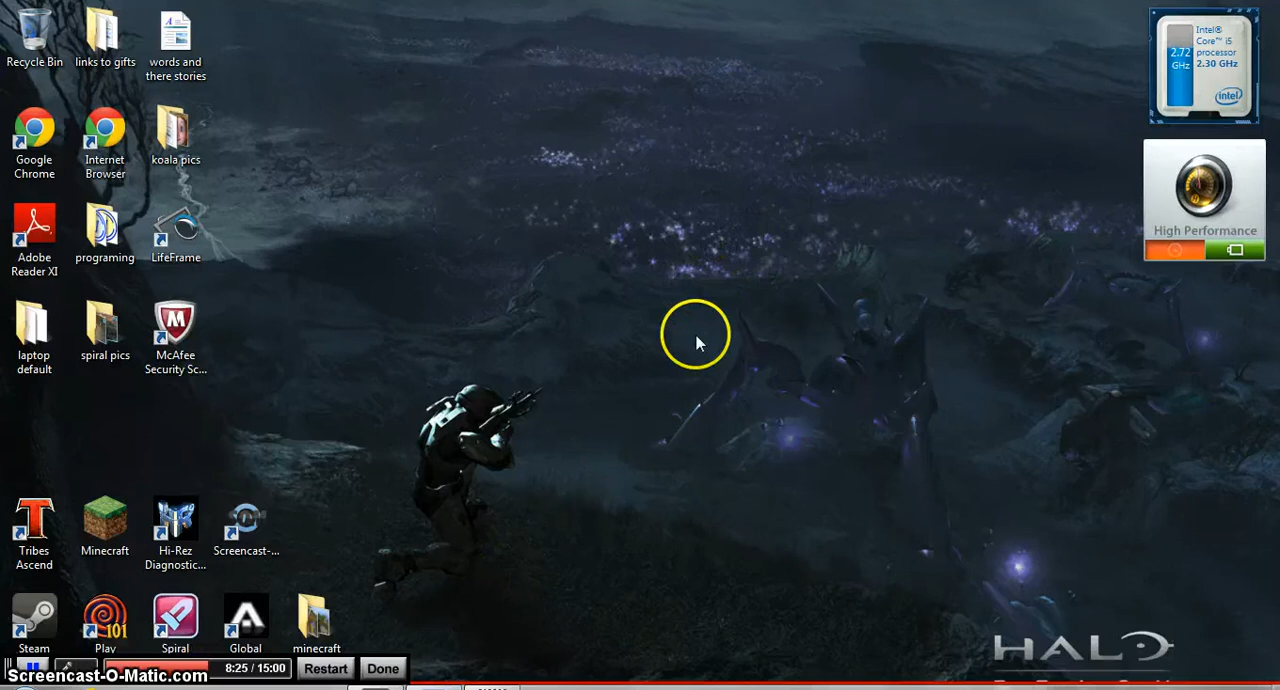 Recycle Bin
links to gifts
words and
there stories
Google
Chrome
Internet
Browser
koala pics
Adobe
Reader XI
programing
LifeFrame
laptop
default
spiral pics
McAfee
Security Sc...
Tribes
Ascend
Minecraft
Hi-Rez
Diagnostic...
Screencast-...
Steam
101
Play
Spiral
Global
minecraft
8:25 / 15:00
Restart
Done
Screencast-O-Matic.com
2.72
GHz
Intel®
Core™ i5
processor
2.30 GHz
intel
High Performance
HALO